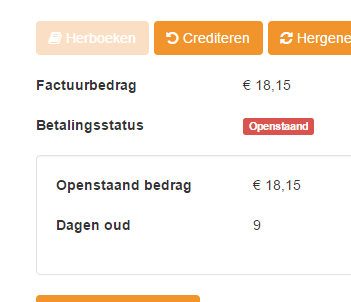 Herboeken Crediteren Hergene
Factuurbedrag € 18,15
Betalingsstatus Openstaand
Openstaand bedrag € 18,15
Dagen oud 9